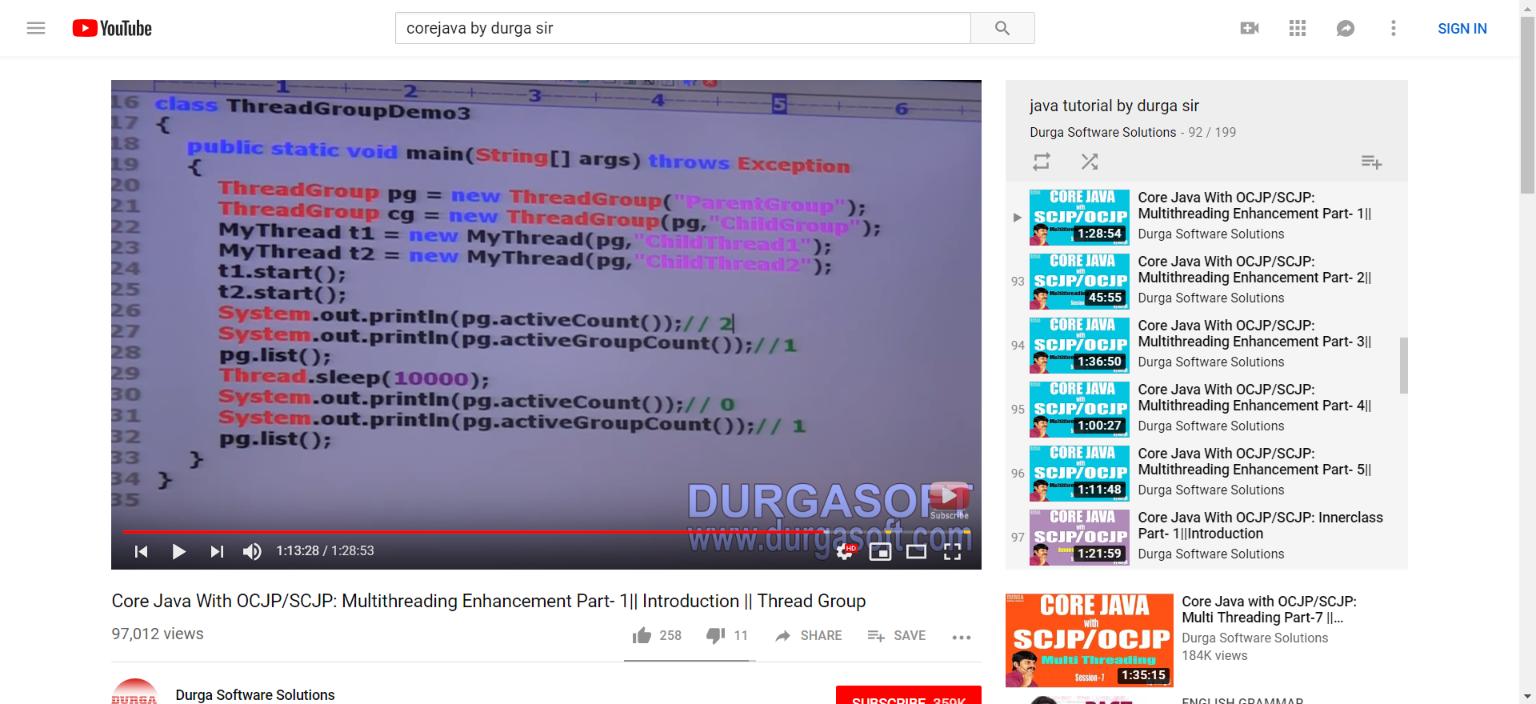 YouTube
corejava by durga sir
SIGN IN
1 2 3 4 5 6
16 class ThreadGroupDemo3
17 {
18 public static void main(String[] args) throws Exception
19 {
20 ThreadGroup pg = new ThreadGroup("ParentGroup");
21 ThreadGroup cg = new ThreadGroup(pg,"ChildGroup");
22 MyThread t1 = new MyThread(pg,"ChildThread1");
23 MyThread t2 = new MyThread(pg,"ChildThread2");
24 t1.start();
25 t2.start();
26 System.out.println(pg.activeCount());// 2
27 System.out.println(pg.activeGroupCount());//1
28 pg.list();
29 Thread.sleep(10000);
30 System.out.println(pg.activeCount());// 0
31 System.out.println(pg.activeGroupCount());// 1
32 pg.list();
33 }
34 }
35
DURGASOFT
Subscribe
www.durgasoft.com
1:13:28 / 1:28:53
HD
Core Java With OCJP/SCJP: Multithreading Enhancement Part- 1|| Introduction || Thread Group
97,012 views
258 11 SHARE SAVE
DURGA
Durga Software Solutions
SUBSCRIBE 359K
java tutorial by durga sir
Durga Software Solutions - 92 / 199
CORE JAVA
with
SCJP/OCJP
1:28:54
Core Java With OCJP/SCJP:
Multithreading Enhancement Part- 1||
Durga Software Solutions
93
CORE JAVA
with
SCJP/OCJP
45:55
Core Java With OCJP/SCJP:
Multithreading Enhancement Part- 2||
Durga Software Solutions
94
CORE JAVA
with
SCJP/OCJP
1:36:50
Core Java With OCJP/SCJP:
Multithreading Enhancement Part- 3||
Durga Software Solutions
95
CORE JAVA
with
SCJP/OCJP
1:00:27
Core Java With OCJP/SCJP:
Multithreading Enhancement Part- 4||
Durga Software Solutions
96
CORE JAVA
with
SCJP/OCJP
1:11:48
Core Java With OCJP/SCJP:
Multithreading Enhancement Part- 5||
Durga Software Solutions
97
CORE JAVA
with
SCJP/OCJP
1:21:59
Core Java With OCJP/SCJP: Innerclass
Part- 1||Introduction
Durga Software Solutions
CORE JAVA
with
SCJP/OCJP
Multi Threading
Session - 7
1:35:15
Core Java with OCJP/SCJP:
Multi Threading Part-7 ||...
Durga Software Solutions
184K views
ENGLISH GRAMMAR